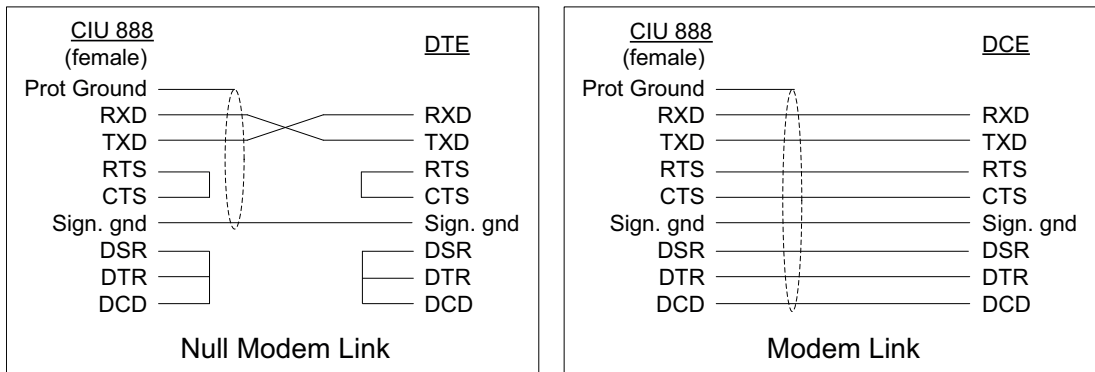 CIU 888
(female)
DTE
Prot Ground
RXD RXD
TXD TXD
RTS RTS
CTS CTS
Sign. gnd Sign. gnd
DSR DSR
DTR DTR
DCD DCD
Null Modem Link
CIU 888
(female)
DCE
Prot Ground
RXD RXD
TXD TXD
RTS RTS
CTS CTS
Sign. gnd Sign. gnd
DSR DSR
DTR DTR
DCD DCD
Modem Link